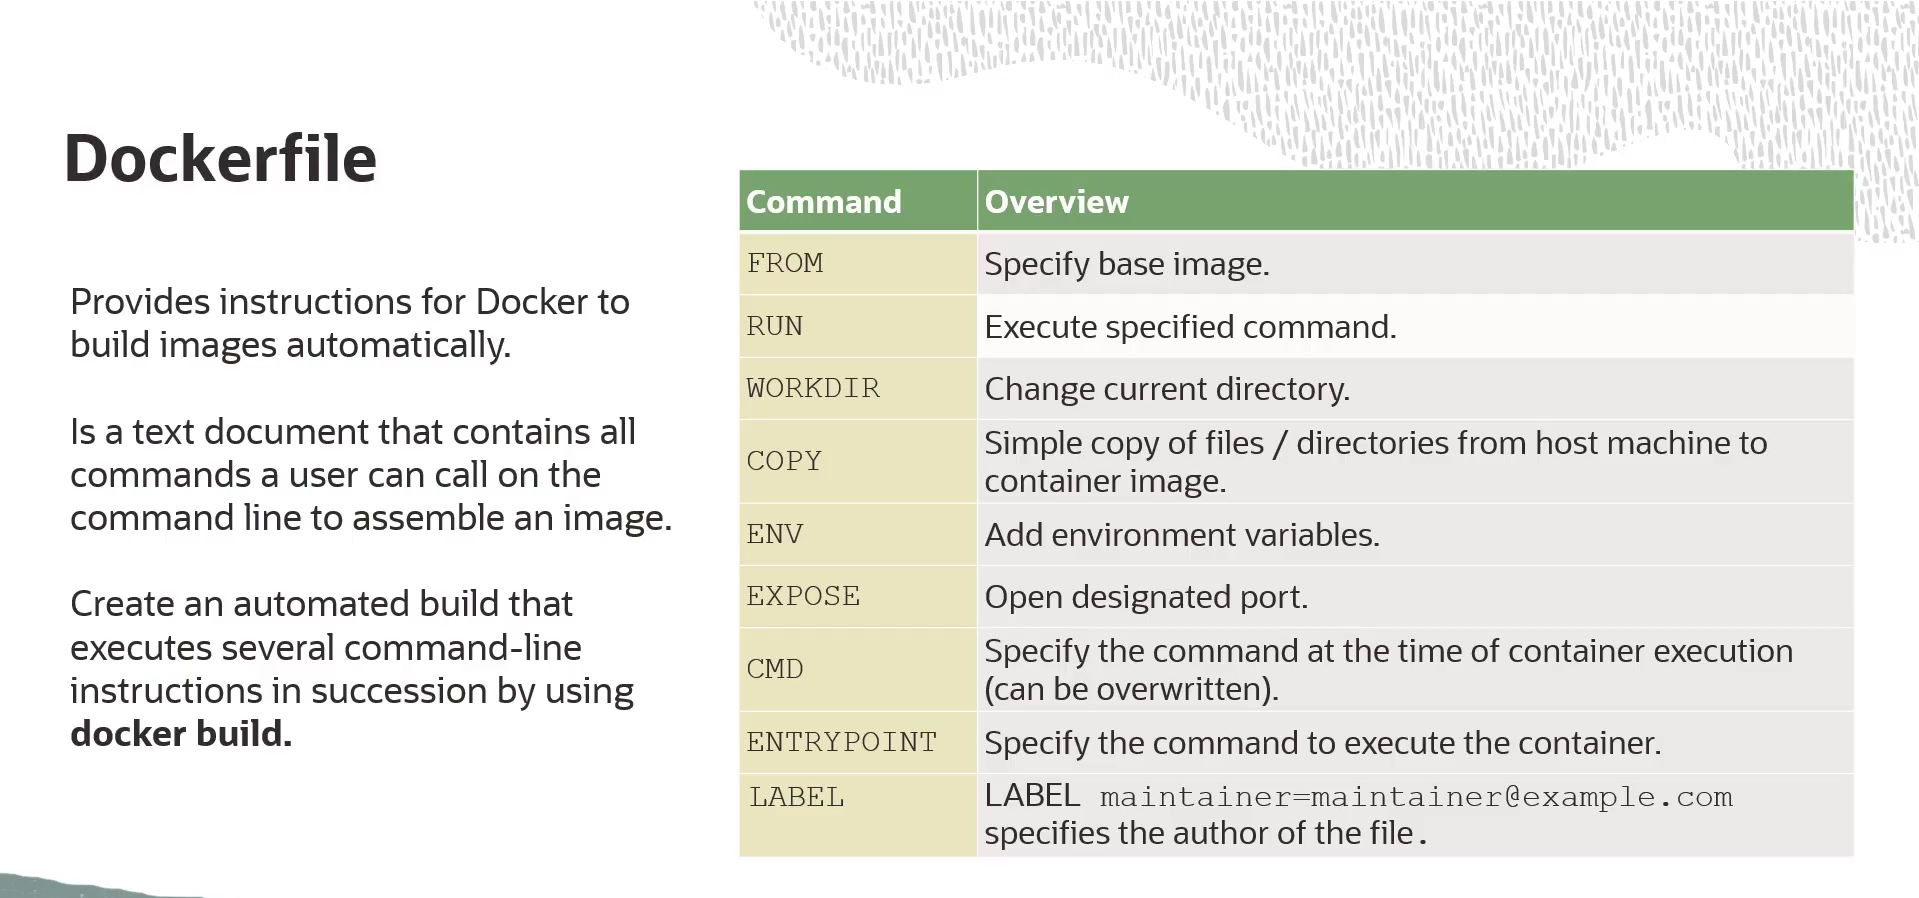 Dockerfile
Provides instructions for Docker to
build images automatically.
Is a text document that contains all
commands a user can call on the
command line to assemble an image.
Create an automated build that
executes several command-line
instructions in succession by using
docker build.
Command Overview
FROM Specify base image.
RUN Execute specified command.
WORKDIR Change current directory.
COPY Simple copy of files / directories from host machine to
container image.
ENV Add environment variables.
EXPOSE Open designated port.
CMD Specify the command at the time of container execution
(can be overwritten).
ENTRYPOINT Specify the command to execute the container.
LABEL LABEL maintainer=maintainer@example.com
specifies the author of the file.